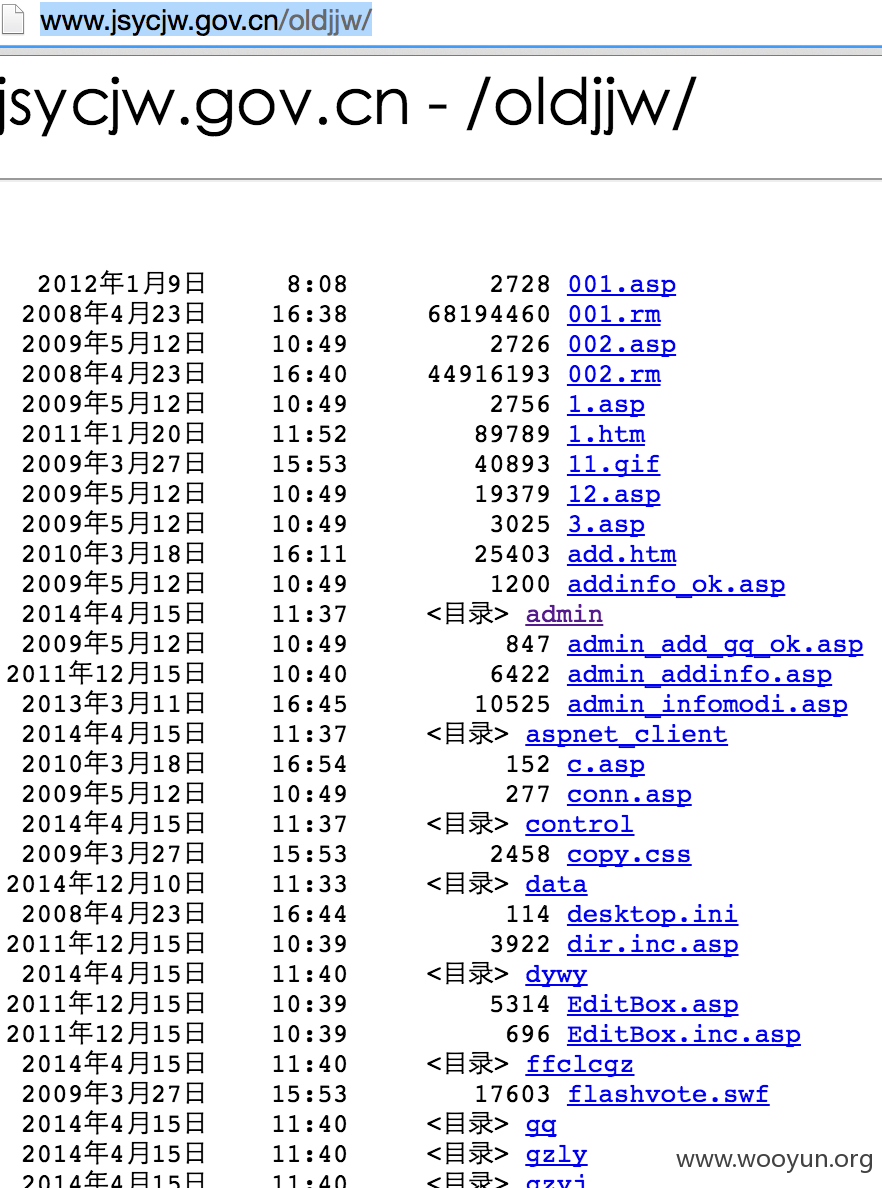 www.jsycjw.gov.cn/oldjjw/
jsycjw.gov.cn - /oldjjw/
2012年1月9日 8:08 2728 001.asp
2008年4月23日 16:38 68194460 001.rm
2009年5月12日 10:49 2726 002.asp
2008年4月23日 16:40 44916193 002.rm
2009年5月12日 10:49 2756 1.asp
2011年1月20日 11:52 89789 1.htm
2009年3月27日 15:53 40893 11.gif
2009年5月12日 10:49 19379 12.asp
2009年5月12日 10:49 3025 3.asp
2010年3月18日 16:11 25403 add.htm
2009年5月12日 10:49 1200 addinfo_ok.asp
2014年4月15日 11:37 <目录> admin
2009年5月12日 10:49 847 admin_add_gq_ok.asp
2011年12月15日 10:40 6422 admin_addinfo.asp
2013年3月11日 16:45 10525 admin_infomodi.asp
2014年4月15日 11:37 <目录> aspnet_client
2010年3月18日 16:54 152 c.asp
2009年5月12日 10:49 277 conn.asp
2014年4月15日 11:37 <目录> control
2009年3月27日 15:53 2458 copy.css
2014年12月10日 11:33 <目录> data
2008年4月23日 16:44 114 desktop.ini
2011年12月15日 10:39 3922 dir.inc.asp
2014年4月15日 11:40 <目录> dywy
2011年12月15日 10:39 5314 EditBox.asp
2011年12月15日 10:39 696 EditBox.inc.asp
2014年4月15日 11:40 <目录> ffclcgz
2009年3月27日 15:53 17603 flashvote.swf
2014年4月15日 11:40 <目录> gq
2014年4月15日 11:40 <目录> gzly
2014年4月15日 11:40 <目录> gzyj
www.wooyun.org